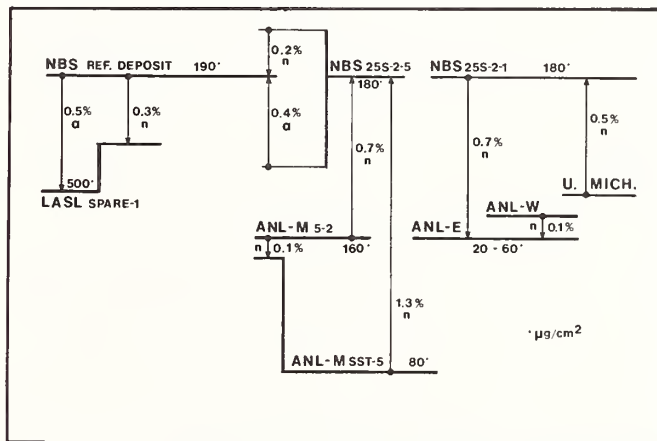 0.2%
n
NBS REF. DEPOSIT 190•
NBS 25S-2-5
180•
NBS 25S-2-1 180•
0.5%
α
0.3%
n
0.4%
α
0.7%
n
0.7%
n
0.5%
n
500•
LASL SPARE-1
U. MICH.
ANL-W
ANL-M 5-2
ANL-E
n 0.1%
160•
n 0.1%
20 - 60•
1.3%
n
• μg/cm2
ANL-M SST-5 80•